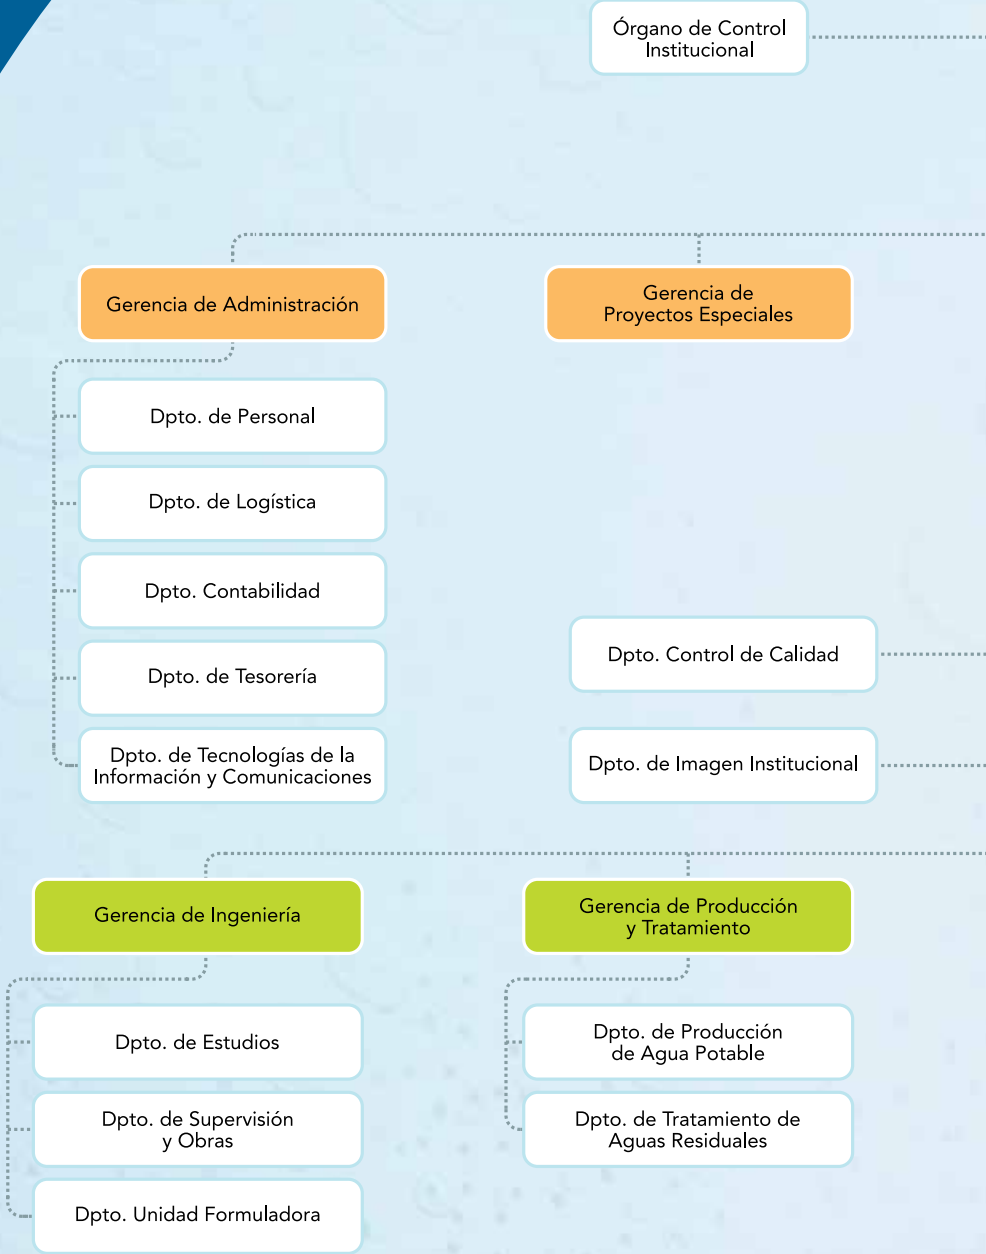 Órgano de Control
Institucional
Gerencia de Administración
Gerencia de
Proyectos Especiales
Dpto. de Personal
Dpto. de Logística
Dpto. Contabilidad
Dpto. de Tesorería
Dpto. de Tecnologías de la
Información y Comunicaciones
Dpto. Control de Calidad
Dpto. de Imagen Institucional
Gerencia de Ingeniería
Gerencia de Producción
y Tratamiento
Dpto. de Estudios
Dpto. de Supervisión
y Obras
Dpto. Unidad Formuladora
Dpto. de Producción
de Agua Potable
Dpto. de Tratamiento de
Aguas Residuales